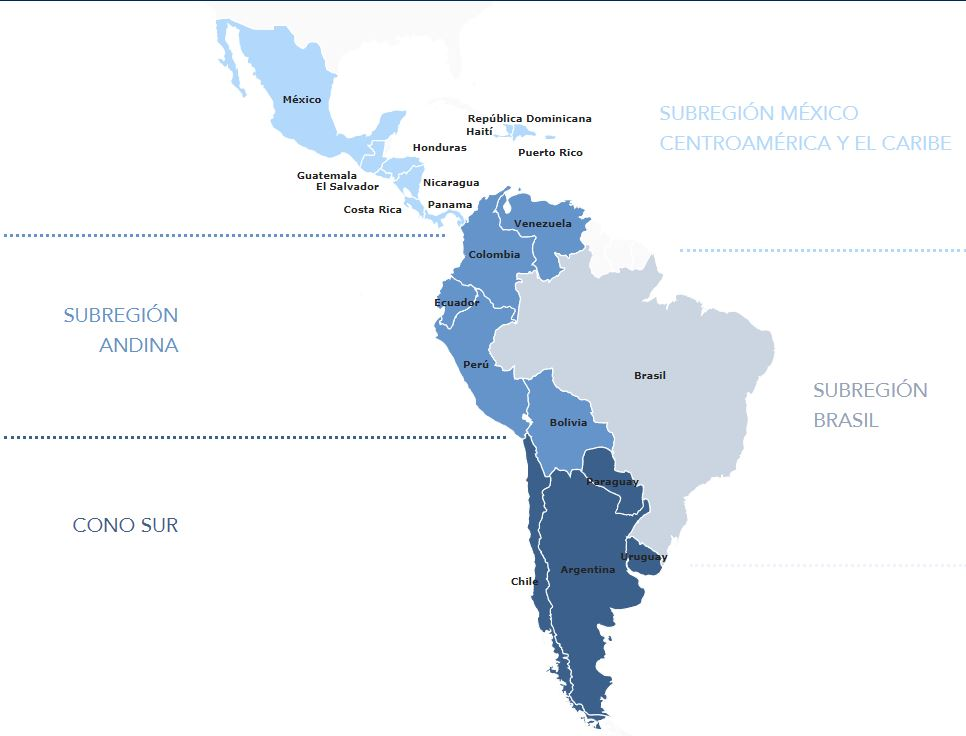 México
República Dominicana
Haití
Puerto Rico
Honduras
Guatemala
El Salvador
Nicaragua
Costa Rica
Panama
SUBREGIÓN MÉXICO
CENTROAMÉRICA Y EL CARIBE
Venezuela
Colombia
Ecuador
Perú
SUBREGIÓN
ANDINA
Brasil
SUBREGIÓN
BRASIL
Bolivia
Paraguay
CONO SUR
Uruguay
Argentina
Chile